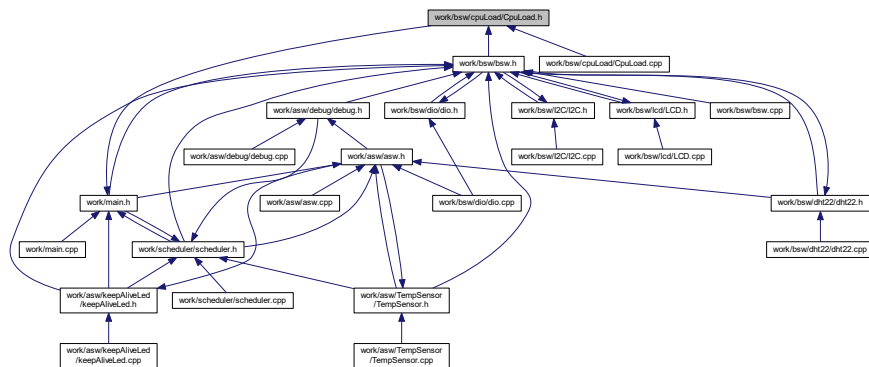 work/bsw/cpuLoad/CpuLoad.h
work/bsw/bsw.h
work/bsw/cpuLoad/CpuLoad.cpp
work/asw/debug/debug.h
work/bsw/dio/dio.h
work/bsw/I2C/I2C.h
work/bsw/lcd/LCD.h
work/bsw/bsw.cpp
work/asw/debug/debug.cpp
work/asw/asw.h
work/bsw/I2C/I2C.cpp
work/bsw/lcd/LCD.cpp
work/main.h
work/asw/asw.cpp
work/bsw/dio/dio.cpp
work/bsw/dht22/dht22.h
work/main.cpp
work/scheduler/scheduler.h
work/bsw/dht22/dht22.cpp
work/asw/keepAliveLed
/keepAliveLed.h
work/scheduler/scheduler.cpp
work/asw/TempSensor
/TempSensor.h
work/asw/keepAliveLed
/keepAliveLed.cpp
work/asw/TempSensor
/TempSensor.cpp